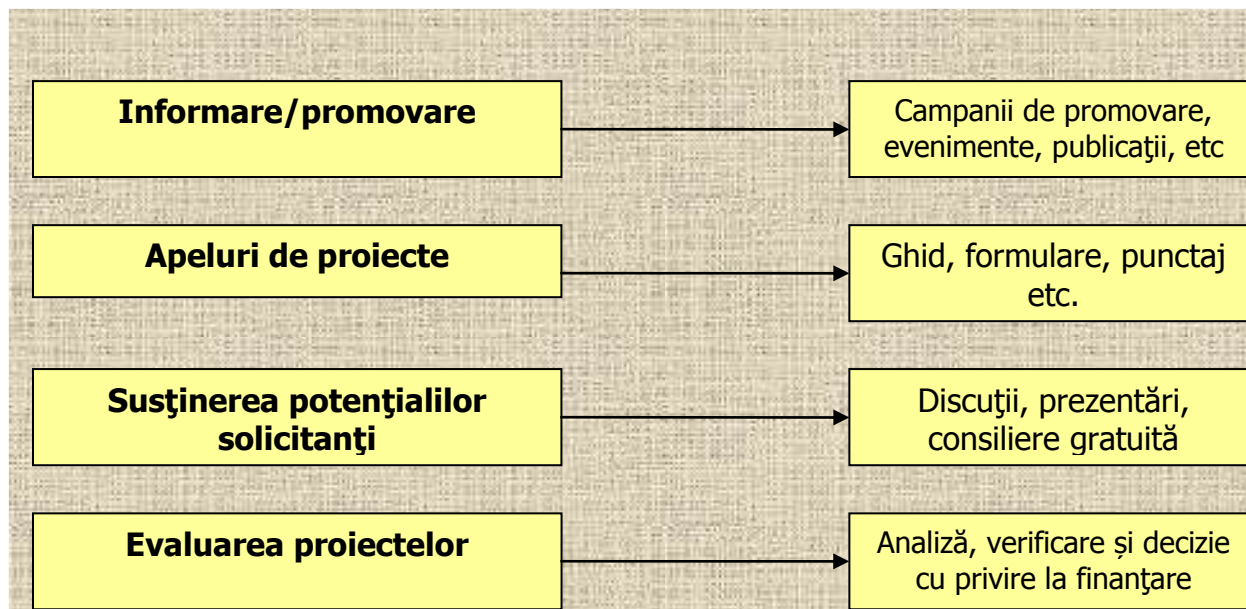 Informare/promovare
Campanii de promovare,
evenimente, publicaţii, etc
Apeluri de proiecte
Ghid, formulare, punctaj
etc.
Susţinerea potenţialilor
solicitanţi
Discuţii, prezentări,
consiliere gratuită
Evaluarea proiectelor
Analiză, verificare și decizie
cu privire la finanţare